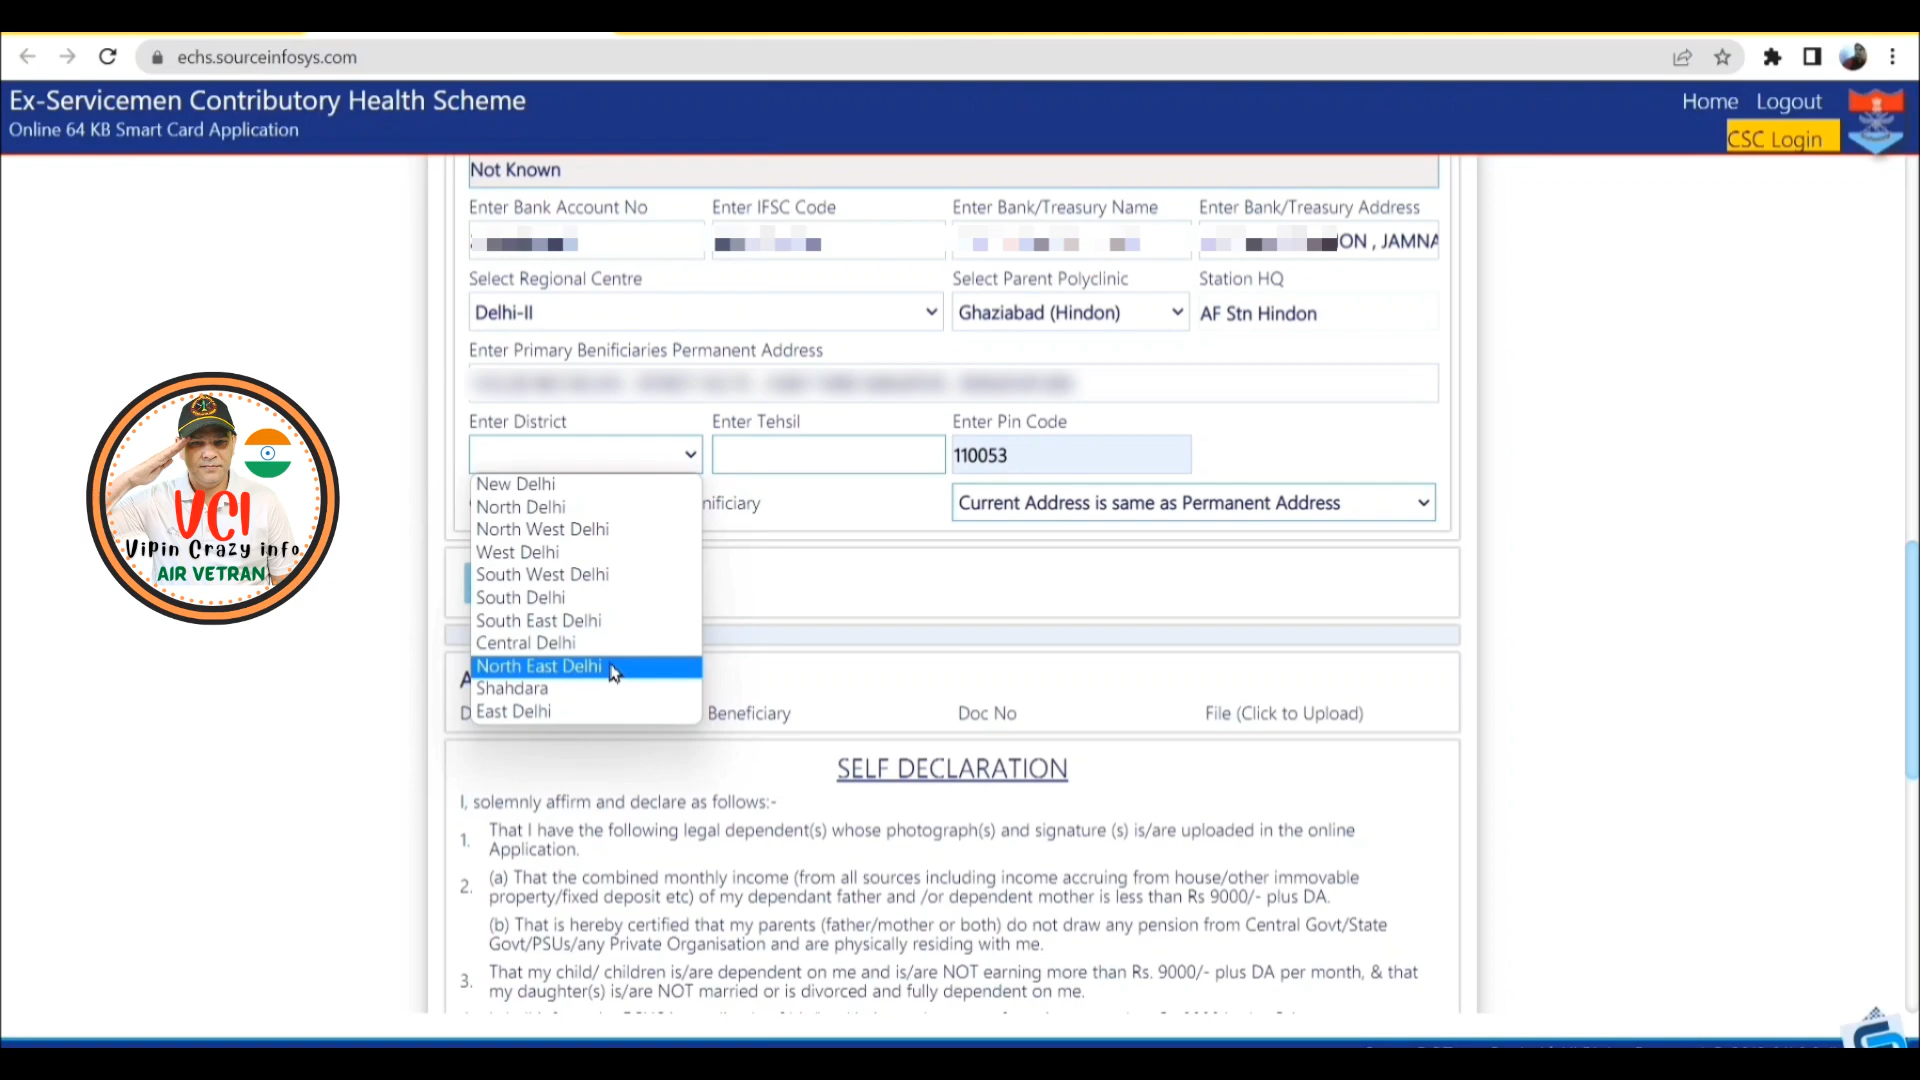 echs.sourceinfosys.com
Ex-Servicemen Contributory Health Scheme
Online 64 KB Smart Card Application
Home Logout
CSC Login
Not Known
Enter Bank Account No Enter IFSC Code Enter Bank/Treasury Name Enter Bank/Treasury Address
ON , JAMNA
Select Regional Centre Select Parent Polyclinic Station HQ
Delhi-II Ghaziabad (Hindon) AF Stn Hindon
Enter Primary Benificiaries Permanent Address
Enter District Enter Tehsil Enter Pin Code
110053
New Delhi
North Delhi
nificiary Current Address is same as Permanent Address
North West Delhi
West Delhi
South West Delhi
South Delhi
South East Delhi
Central Delhi
North East Delhi
Shahdara
East Delhi
Beneficiary Doc No File (Click to Upload)
VCI
ViPin Crazy info
AIR VETRAN
SELF DECLARATION
I, solemnly affirm and declare as follows:-
1. That I have the following legal dependent(s) whose photograph(s) and signature (s) is/are uploaded in the online
Application.
2. (a) That the combined monthly income (from all sources including income accruing from house/other immovable
property/fixed deposit etc) of my dependant father and /or dependent mother is less than Rs 9000/- plus DA.
(b) That is hereby certified that my parents (father/mother or both) do not draw any pension from Central Govt/State
Govt/PSUs/any Private Organisation and are physically residing with me.
3. That my child/ children is/are dependent on me and is/are NOT earning more than Rs. 9000/- plus DA per month, & that
my daughter(s) is/are NOT married or is divorced and fully dependent on me.